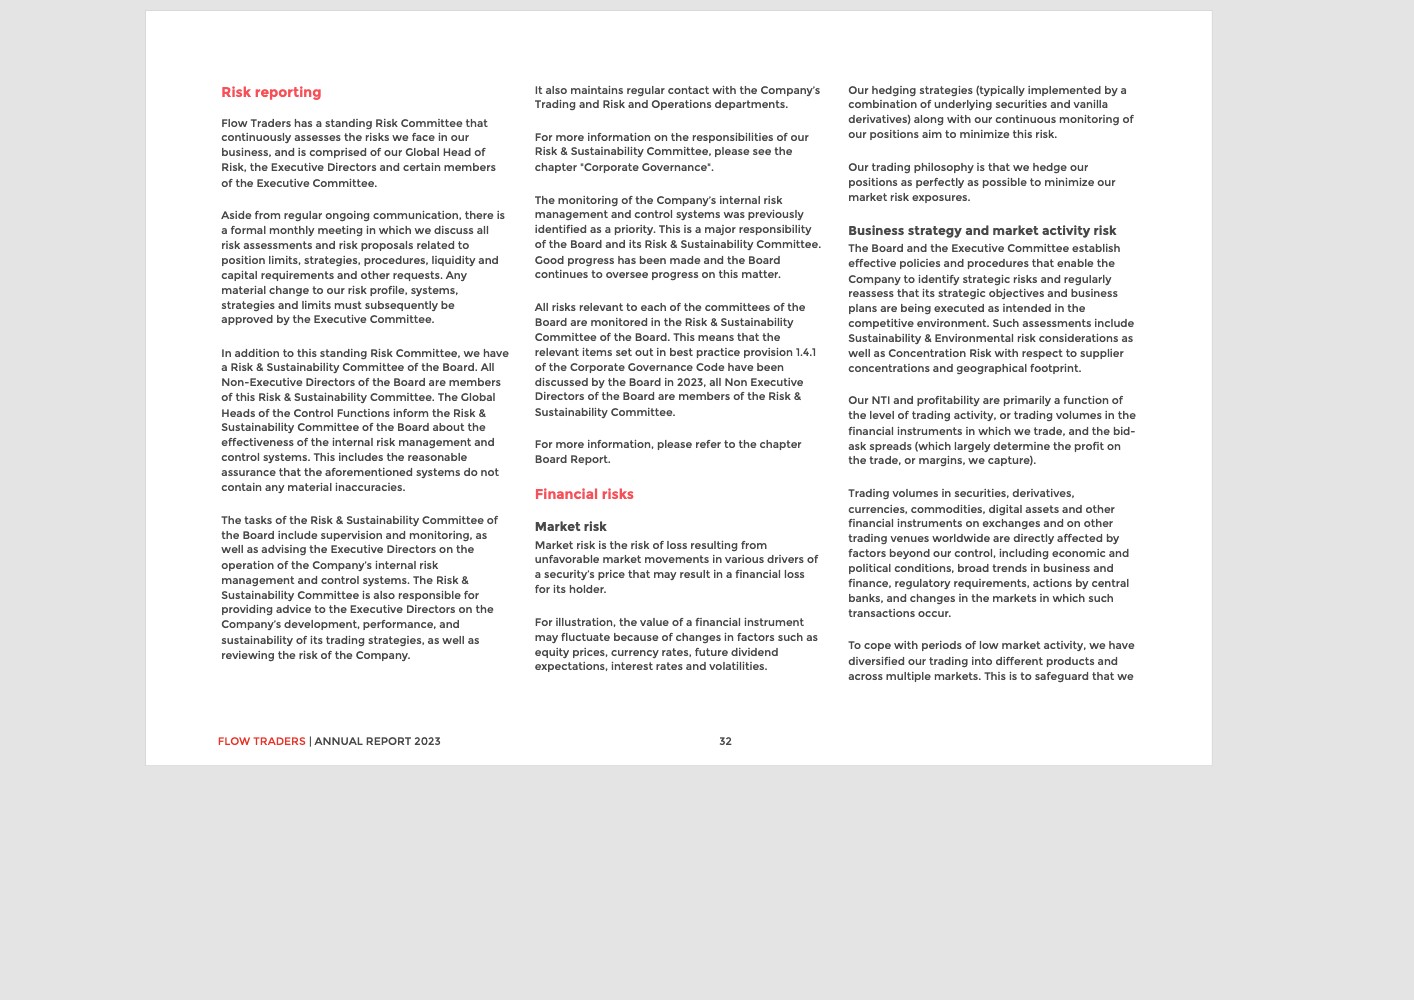 Risk reporting
Flow Traders has a standing Risk Committee that
continuously assesses the risks we face in our
business, and is comprised of our Global Head of
Risk, the Executive Directors and certain members
of the Executive Committee.
Aside from regular ongoing communication, there is
a formal monthly meeting in which we discuss all
risk assessments and risk proposals related to
position limits, strategies, procedures, liquidity and
capital requirements and other requests. Any
material change to our risk profile, systems,
strategies and limits must subsequently be
approved by the Executive Committee.
In addition to this standing Risk Committee, we have
a Risk & Sustainability Committee of the Board. All
Non-Executive Directors of the Board are members
of this Risk & Sustainability Committee. The Global
Heads of the Control Functions inform the Risk &
Sustainability Committee of the Board about the
effectiveness of the internal risk management and
control systems. This includes the reasonable
assurance that the aforementioned systems do not
contain any material inaccuracies.
The tasks of the Risk & Sustainability Committee of
the Board include supervision and monitoring, as
well as advising the Executive Directors on the
operation of the Company's internal risk
management and control systems. The Risk &
Sustainability Committee is also responsible for
providing advice to the Executive Directors on the
Company's development, performance, and
sustainability of its trading strategies, as well as
reviewing the risk of the Company.
It also maintains regular contact with the Company's
Trading and Risk and Operations departments.
For more information on the responsibilities of our
Risk & Sustainability Committee, please see the
chapter "Corporate Governance".
The monitoring of the Company's internal risk
management and control systems was previously
identified as a priority. This is a major responsibility
of the Board and its Risk & Sustainability Committee.
Good progress has been made and the Board
continues to oversee progress on this matter.
All risks relevant to each of the committees of the
Board are monitored in the Risk & Sustainability
Committee of the Board. This means that the
relevant items set out in best practice provision 1.4.1
of the Corporate Governance Code have been
discussed by the Board in 2023, all Non Executive
Directors of the Board are members of the Risk &
Sustainability Committee.
For more information, please refer to the chapter
Board Report.
Financial risks
Market risk
Market risk is the risk of loss resulting from
unfavorable market movements in various drivers of
a security's price that may result in a financial loss
for its holder.
For illustration, the value of a financial instrument
may fluctuate because of changes in factors such as
equity prices, currency rates, future dividend
expectations, interest rates and volatilities.
Our hedging strategies (typically implemented by a
combination of underlying securities and vanilla
derivatives) along with our continuous monitoring of
our positions aim to minimize this risk.
Our trading philosophy is that we hedge our
positions as perfectly as possible to minimize our
market risk exposures.
Business strategy and market activity risk
The Board and the Executive Committee establish
effective policies and procedures that enable the
Company to identify strategic risks and regularly
reassess that its strategic objectives and business
plans are being executed as intended in the
competitive environment. Such assessments include
Sustainability & Environmental risk considerations as
well as Concentration Risk with respect to supplier
concentrations and geographical footprint.
Our NTI and profitability are primarily a function of
the level of trading activity, or trading volumes in the
financial instruments in which we trade, and the bid-
ask spreads (which largely determine the profit on
the trade, or margins, we capture).
Trading volumes in securities, derivatives,
currencies, commodities, digital assets and other
financial instruments on exchanges and on other
trading venues worldwide are directly affected by
factors beyond our control, including economic and
political conditions, broad trends in business and
finance, regulatory requirements, actions by central
banks, and changes in the markets in which such
transactions occur.
To cope with periods of low market activity, we have
diversified our trading into different products and
across multiple markets. This is to safeguard that we
FLOW TRADERS | ANNUAL REPORT 2023
32